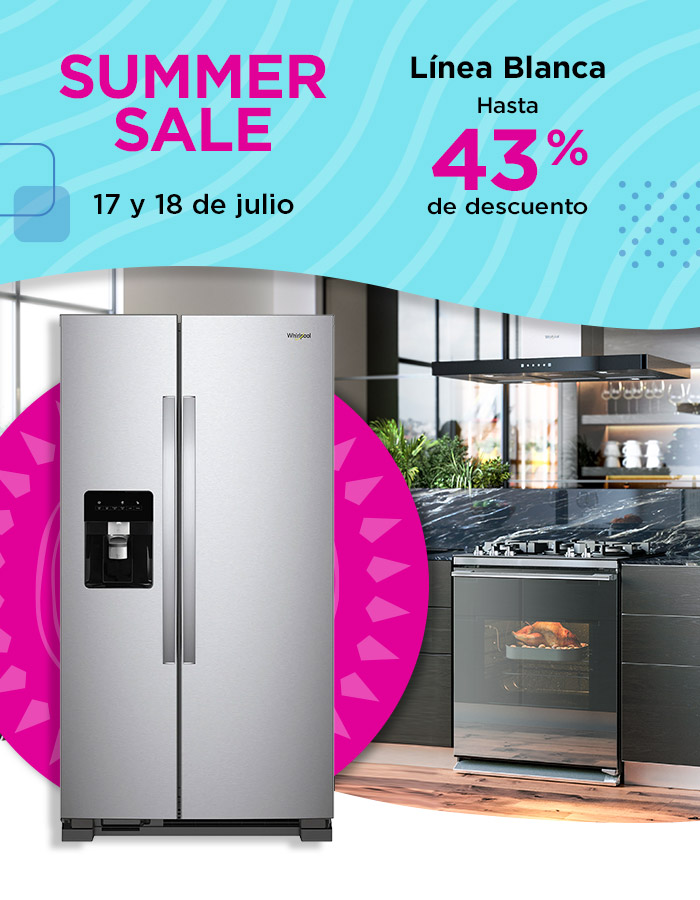 SUMMER
SALE
17 y 18 de julio
Línea Blanca
Hasta
43%
de descuento
Whirlpool